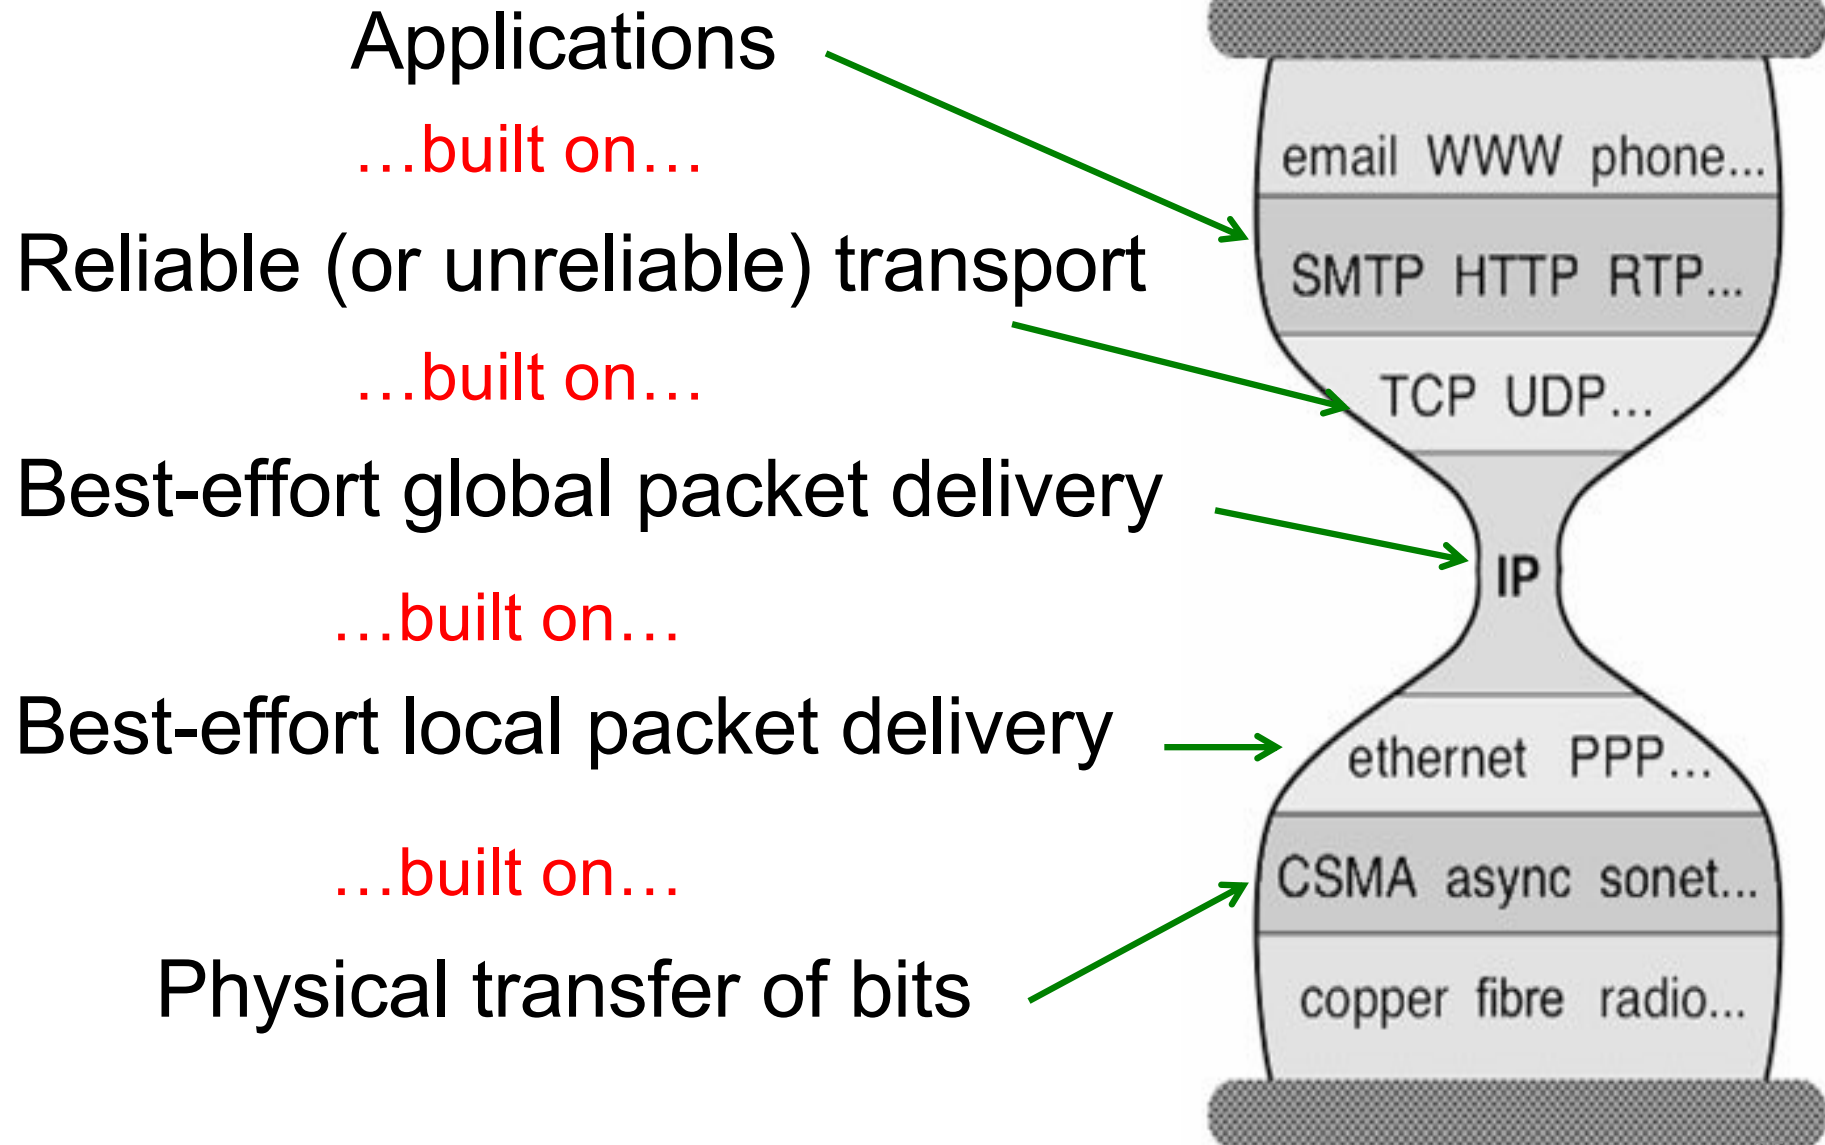 Applications
…built on…
Reliable (or unreliable) transport
…built on…
Best-effort global packet delivery
…built on…
Best-effort local packet delivery
…built on…
Physical transfer of bits
email WWW phone...
SMTP HTTP RTP...
TCP UDP…
IP
ethernet PPP…
CSMA async sonet...
copper fibre radio...